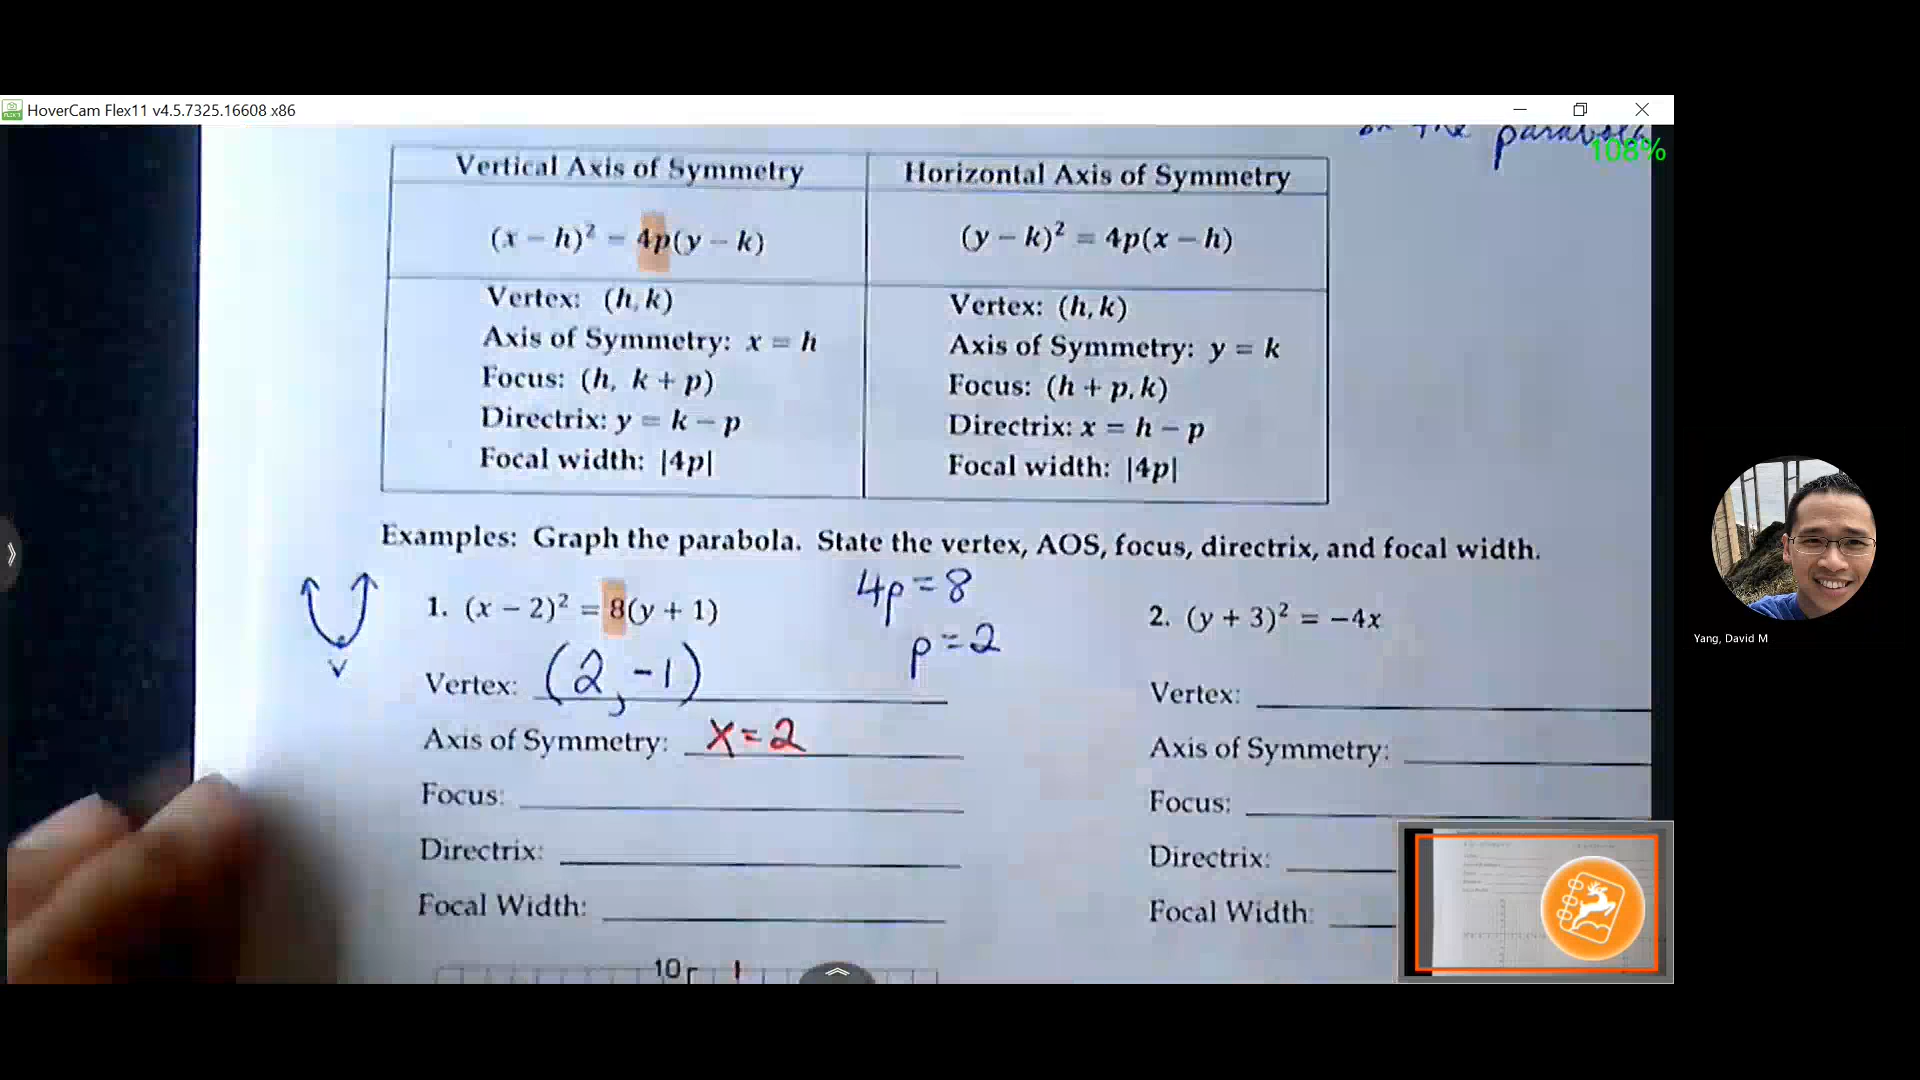 HoverCam Flex11 v4.5.7325.16608 x86
on the parabola
108%
Vertical Axis of Symmetry
Horizontal Axis of Symmetry
(x − h)² = 4p(y − k)
(y − k)² = 4p(x − h)
Vertex: (h, k)
Axis of Symmetry: x = h
Focus: (h, k + p)
Directrix: y = k − p
Focal width: |4p|
Vertex: (h, k)
Axis of Symmetry: y = k
Focus: (h + p, k)
Directrix: x = h − p
Focal width: |4p|
Examples: Graph the parabola. State the vertex, AOS, focus, directrix, and focal width.
V
1. (x − 2)² = 8(y + 1)
4p=8
p=2
Vertex: (2, -1)
Axis of Symmetry: x=2
Focus:
Directrix:
Focal Width:
10
2. (y + 3)² = −4x
Vertex:
Axis of Symmetry:
Focus:
Directrix:
Focal Width:
Yang, David M